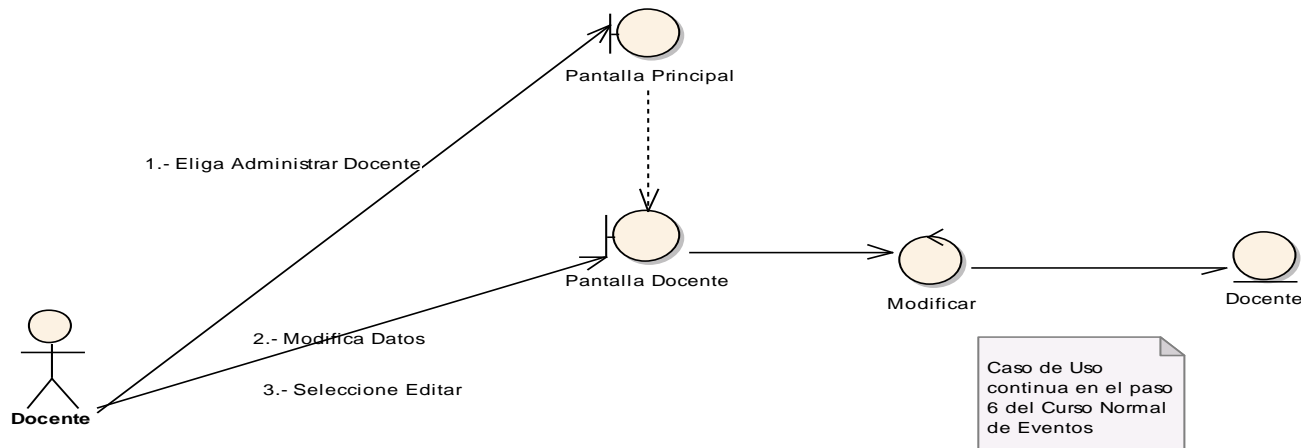 Pantalla Principal
1.- Eliga Administrar Docente
Pantalla Docente
Modificar
Docente
2.- Modifica Datos
3.- Seleccione Editar
Docente
Caso de Uso
continua en el paso
6 del Curso Normal
de Eventos